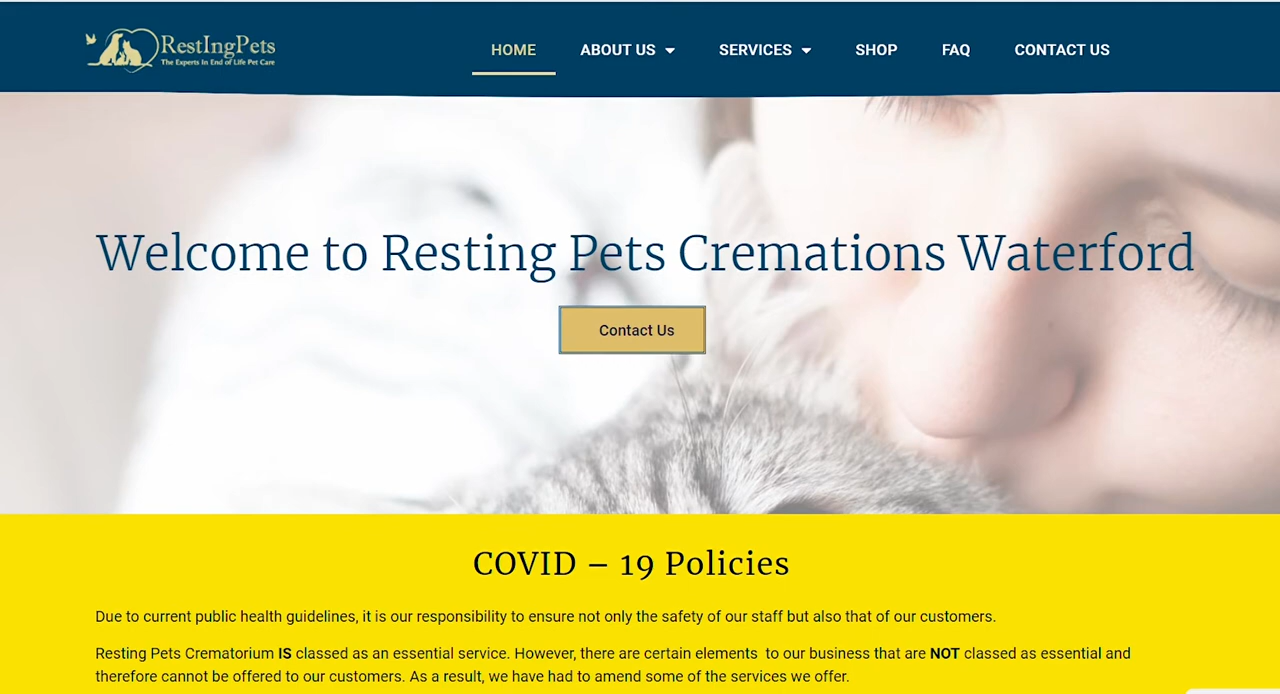 RestIngPets
The Experts In End of Life Pet Care
HOME ABOUT US SERVICES SHOP FAQ CONTACT US
Welcome to Resting Pets Cremations Waterford
Contact Us
COVID – 19 Policies
Due to current public health guidelines, it is our responsibility to ensure not only the safety of our staff but also that of our customers.
Resting Pets Crematorium IS classed as an essential service. However, there are certain elements to our business that are NOT classed as essential and
therefore cannot be offered to our customers. As a result, we have had to amend some of the services we offer.